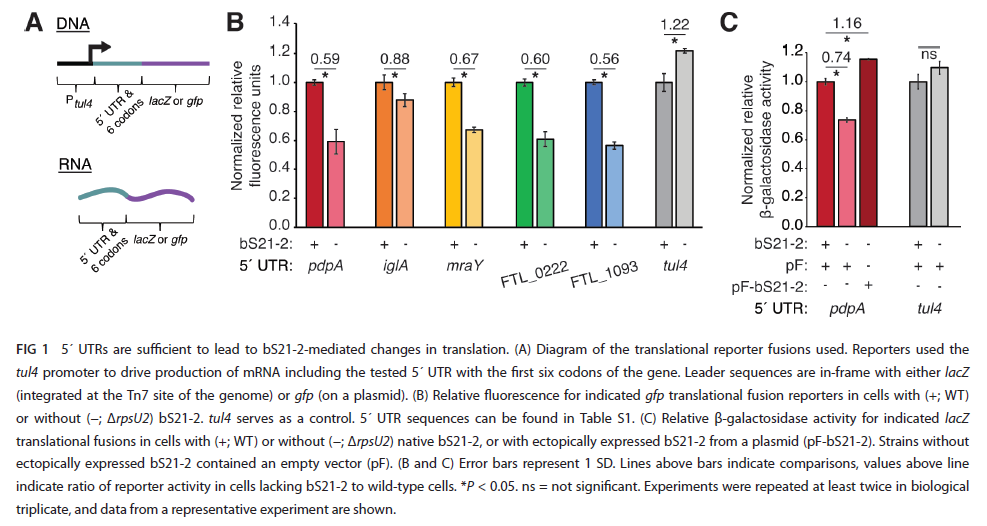 A
DNA
P tul4
5´ UTR &
6 codons
lacZ or gfp
RNA
5´ UTR &
6 codons
lacZ or gfp
B
Normalized relative
fluorescence units
1.4
1.2
1.0
0.8
0.6
0.4
0.2
0.0
0.59
*
0.88
*
0.67
*
0.60
*
0.56
*
1.22
*
bS21-2: + - + - + - + - + - + -
5´ UTR: pdpA iglA mraY FTL_0222 FTL_1093 tul4
C
Normalized relative
β-galactosidase activity
1.2
1.0
1.2
0.8
0.6
0.4
0.2
0.0
1.16
*
0.74
*
ns
bS21-2: + - - + -
pF: + + - + +
pF-bS21-2: - - + - -
5´ UTR: pdpA tul4
FIG 1 5´ UTRs are sufficient to lead to bS21-2-mediated changes in translation. (A) Diagram of the translational reporter fusions used. Reporters used the
tul4 promoter to drive production of mRNA including the tested 5´ UTR with the first six codons of the gene. Leader sequences are in-frame with either lacZ
(integrated at the Tn7 site of the genome) or gfp (on a plasmid). (B) Relative fluorescence for indicated gfp translational fusion reporters in cells with (+; WT)
or without (–; ΔrpsU2) bS21-2. tul4 serves as a control. 5´ UTR sequences can be found in Table S1. (C) Relative β-galactosidase activity for indicated lacZ
translational fusions in cells with (+; WT) or without (–; ΔrpsU2) native bS21-2, or with ectopically expressed bS21-2 from a plasmid (pF-bS21-2). Strains without
ectopically expressed bS21-2 contained an empty vector (pF). (B and C) Error bars represent 1 SD. Lines above bars indicate comparisons, values above line
indicate ratio of reporter activity in cells lacking bS21-2 to wild-type cells. *P < 0.05. ns = not significant. Experiments were repeated at least twice in biological
triplicate, and data from a representative experiment are shown.